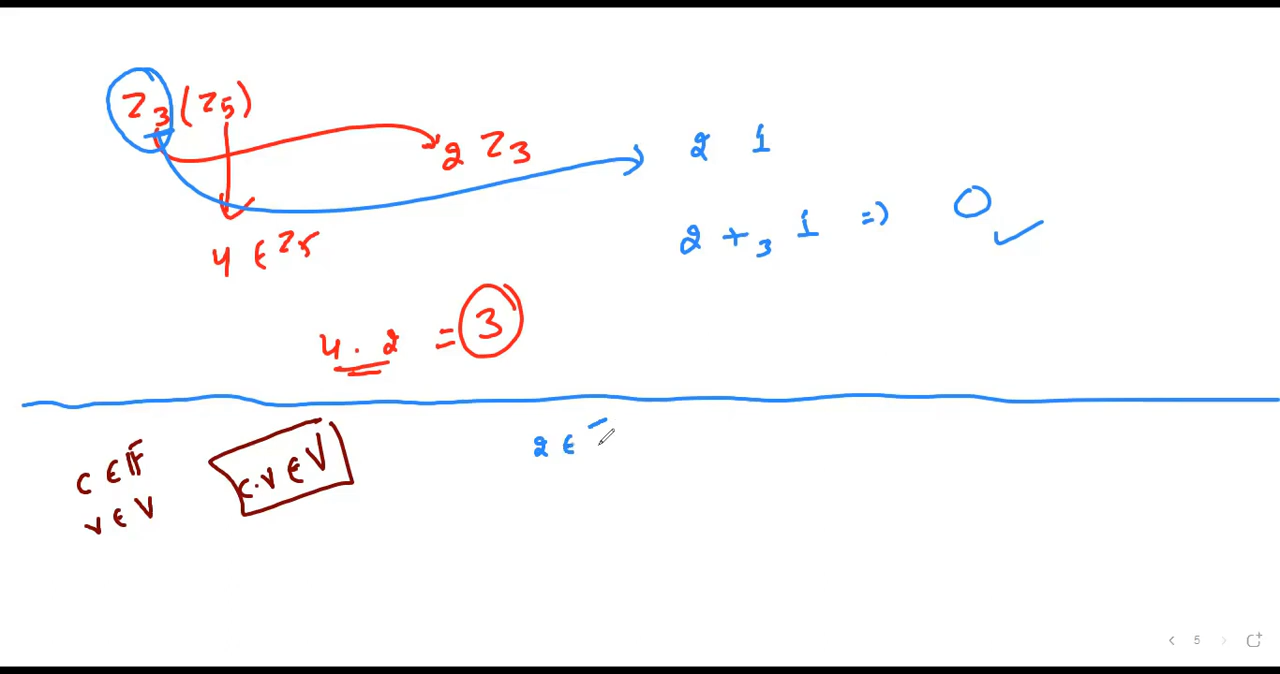 Z₃(Z₅)
2 Z₃
2 1
2 +₃ 1 ⇒ 0 ✓
4 ∈ Z₅
4 . 2 = 3
c ∈ F
v ∈ V
c.v ∈ V
2 ∈
5